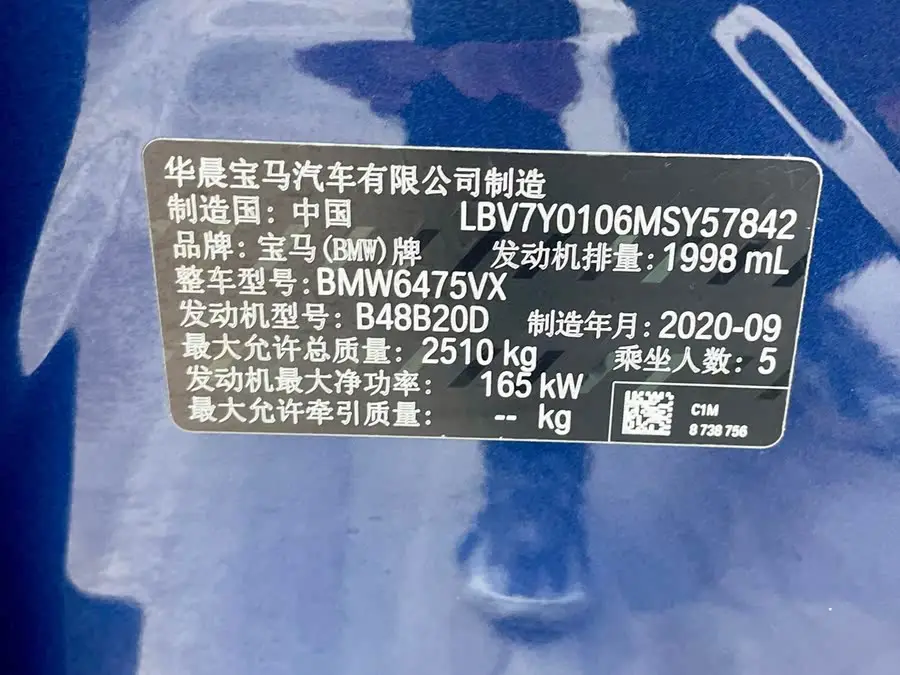 华晨宝马汽车有限公司制造
制造国: 中国 LBV7Y0106MSY57842
品牌: 宝马(BMW)牌 发动机排量: 1998 mL
整车型号: BMW6475VX
发动机型号: B48B20D 制造年月: 2020-09
最大允许总质量: 2510 kg 乘坐人数: 5
发动机最大净功率: 165 kW
最大允许牵引质量: -- kg
C1M
8 738 756